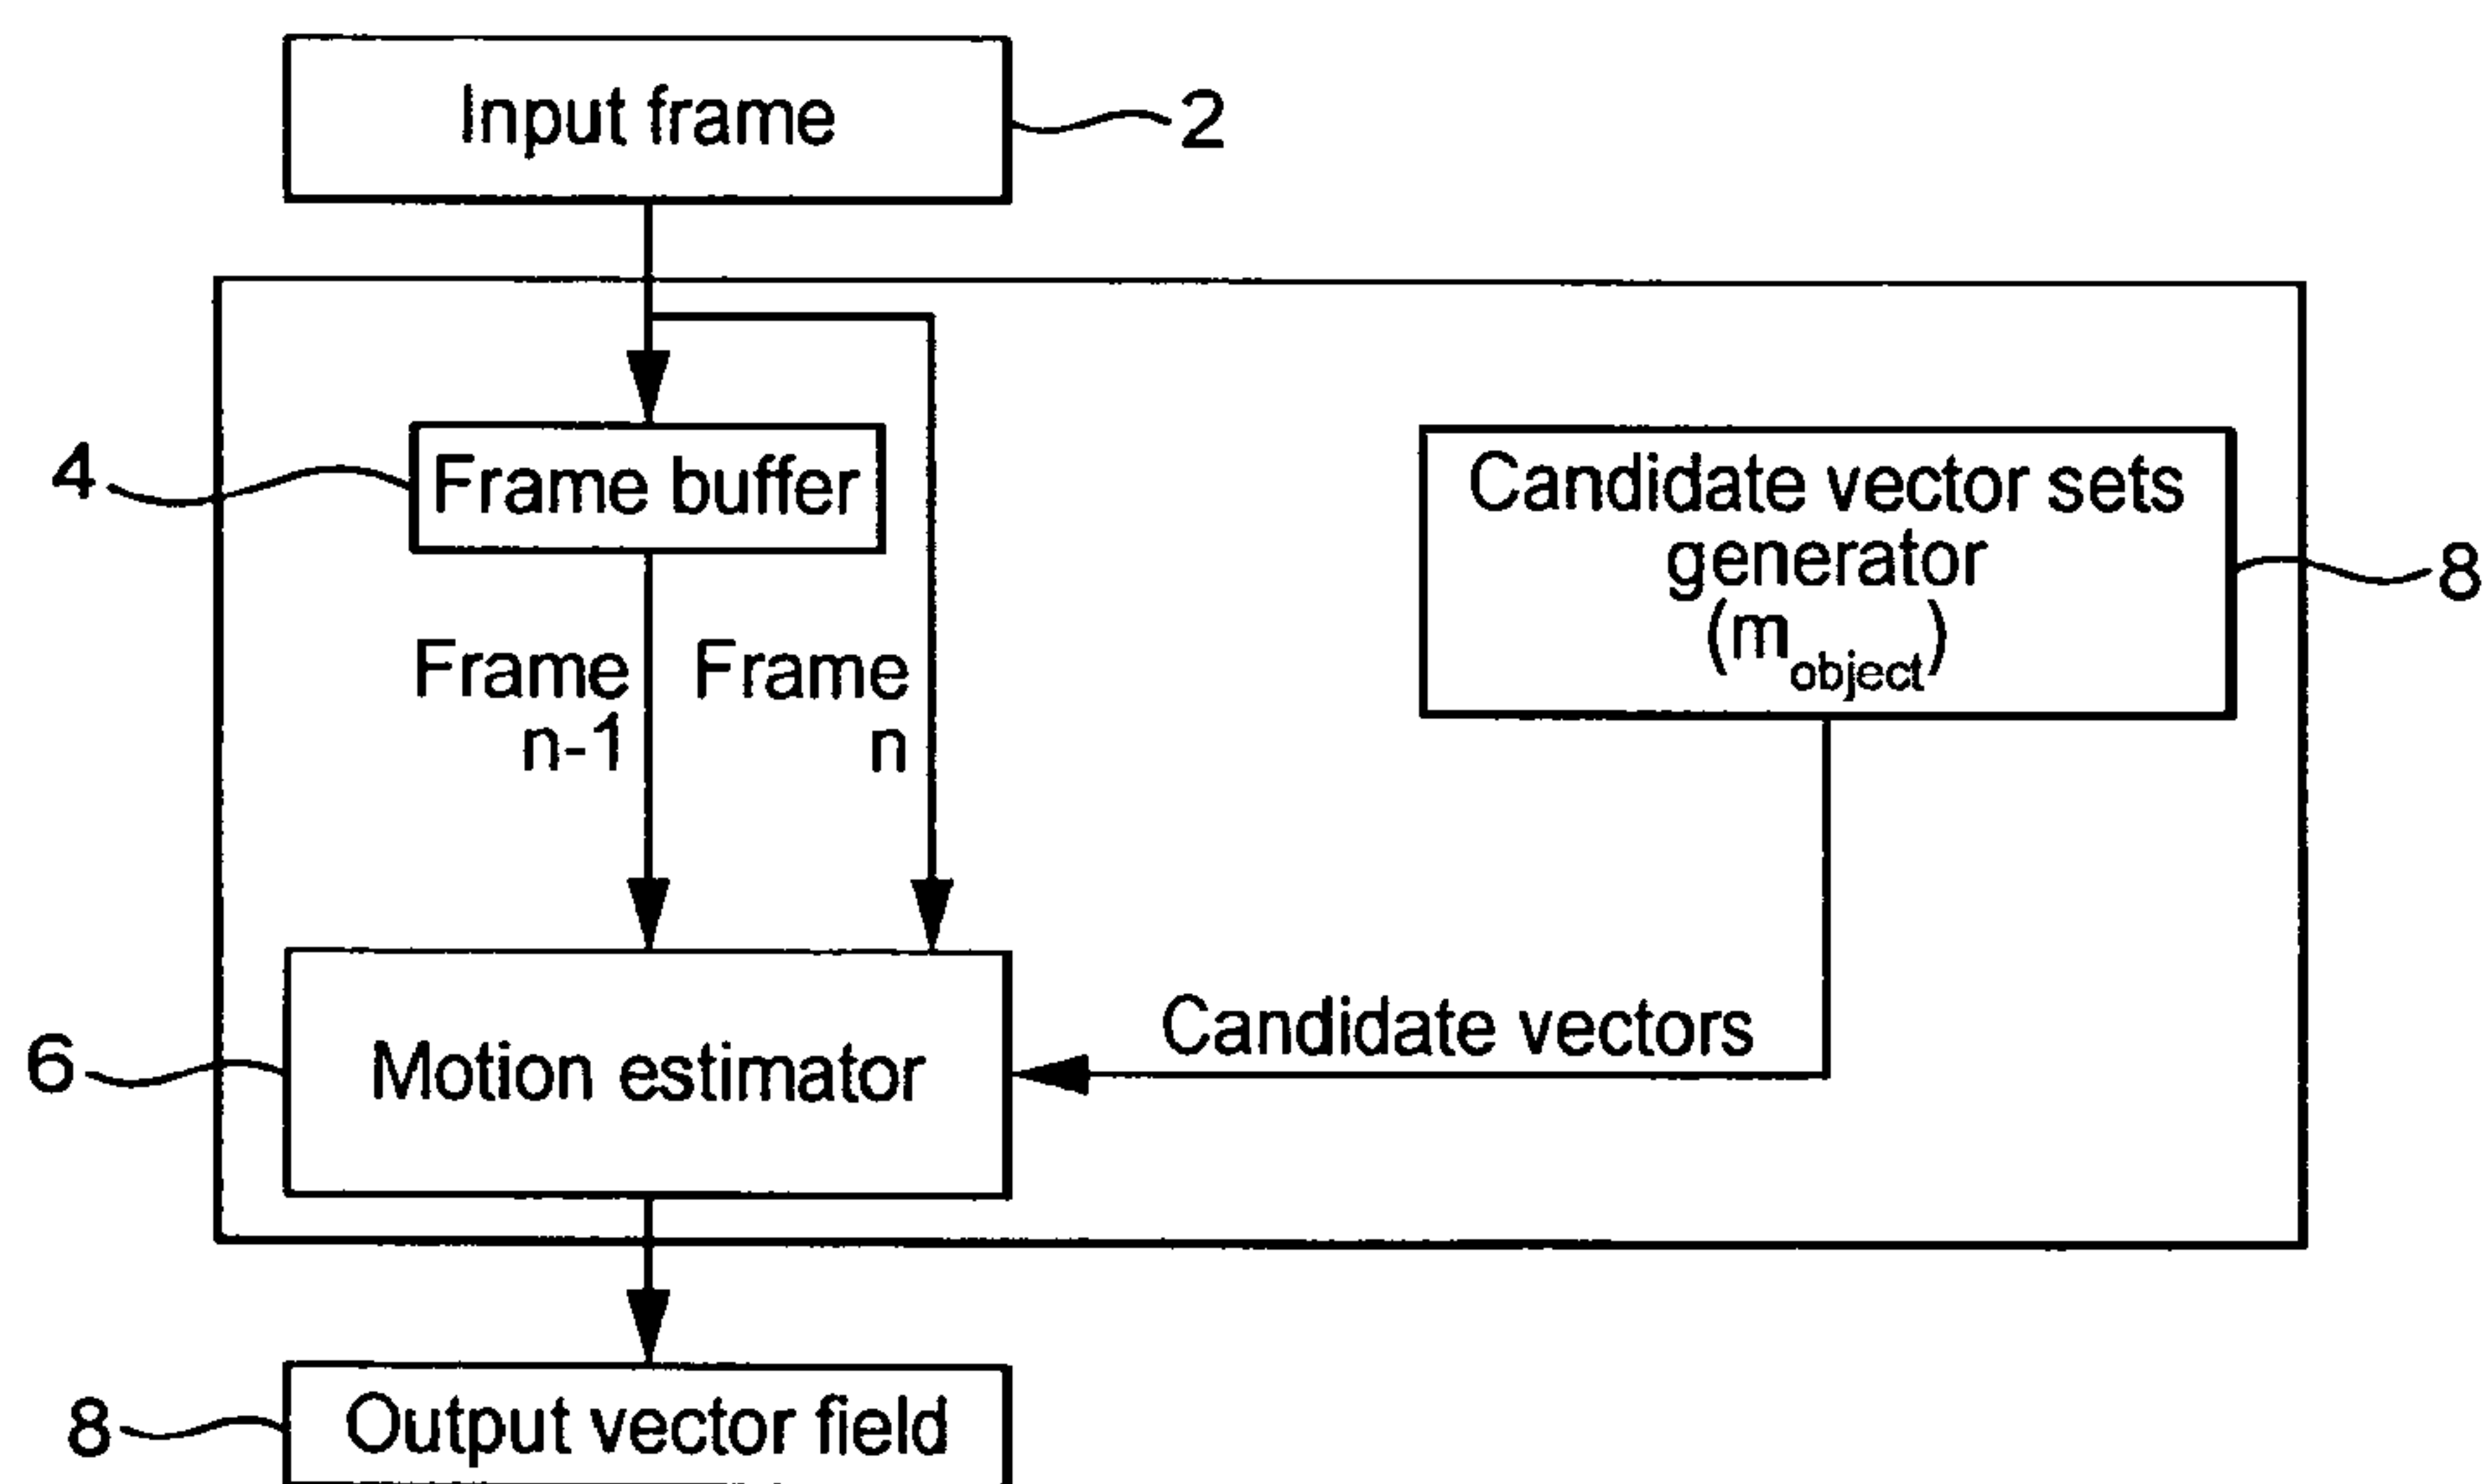 Input frame
2
4
Frame buffer
Candidate vector sets
generator
(m_object)
8
Frame
n-1
Frame
n
Candidate vectors
6
Motion estimator
8
Output vector field